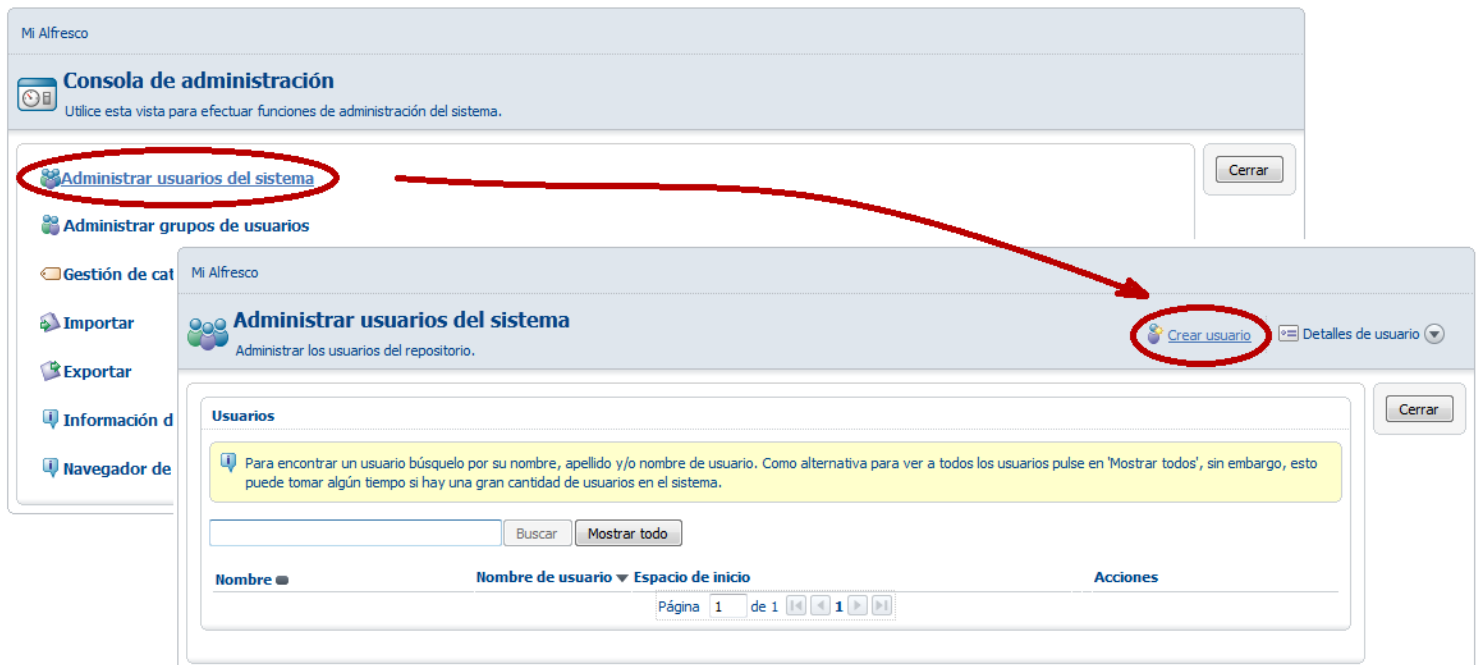 Mi Alfresco
Consola de administración
Utilice esta vista para efectuar funciones de administración del sistema.
Administrar usuarios del sistema
Cerrar
Administrar grupos de usuarios
Gestión de cat
Importar
Exportar
Información d
Navegador de
Mi Alfresco
Administrar usuarios del sistema
Administrar los usuarios del repositorio.
Crear usuario
Detalles de usuario
Cerrar
Usuarios
Para encontrar un usuario búsquelo por su nombre, apellido y/o nombre de usuario. Como alternativa para ver a todos los usuarios pulse en 'Mostrar todos', sin embargo, esto
puede tomar algún tiempo si hay una gran cantidad de usuarios en el sistema.
Buscar
Mostrar todo
Nombre Nombre de usuario Espacio de inicio Acciones
Página 1 de 1 1